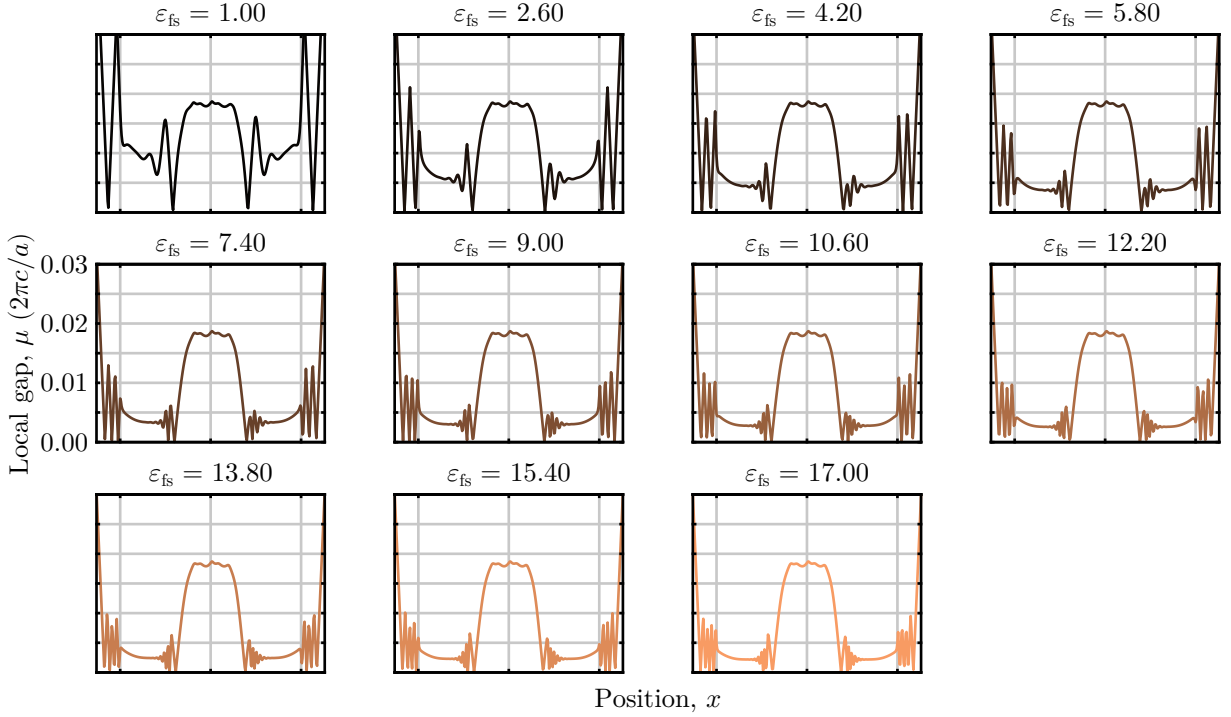 ε_fs = 1.00
ε_fs = 2.60
ε_fs = 4.20
ε_fs = 5.80
ε_fs = 7.40
ε_fs = 9.00
ε_fs = 10.60
ε_fs = 12.20
0.03
0.02
0.01
0.00
Local gap, μ (2πc/a)
ε_fs = 13.80
ε_fs = 15.40
ε_fs = 17.00
Position, x